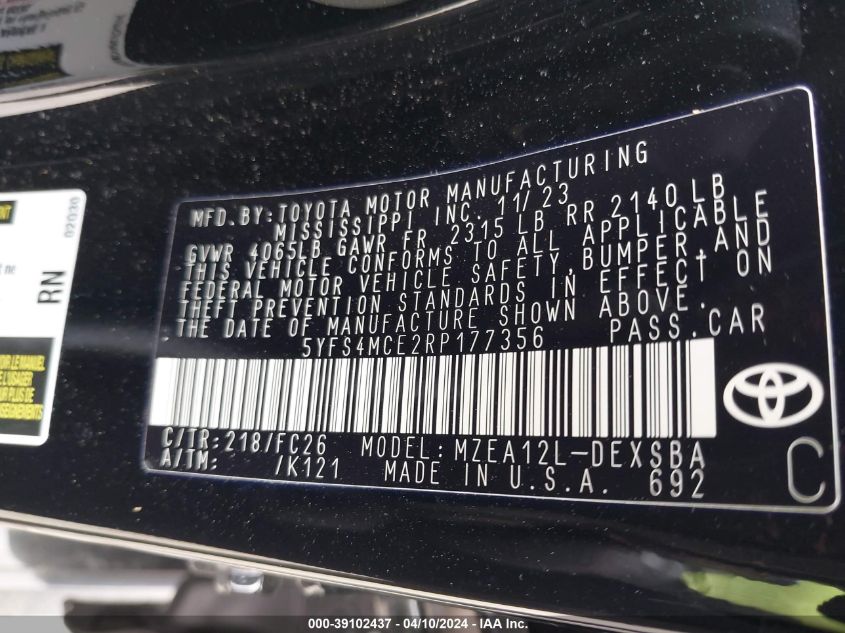 MFD. BY: TOYOTA MOTOR MANUFACTURING
MISSISSIPPI INC. 11/23
GVWR 4065LB GAWR FR 2315 LB RR 2140LB
THIS VEHICLE CONFORMS TO ALL APPLICABLE
FEDERAL MOTOR VEHICLE SAFETY, BUMPER, AND
THEFT PREVENTION STANDARDS IN EFFECT ON
THE DATE OF MANUFACTURE SHOWN ABOVE.
5YFS4MCE2RP177356 PASS. CAR
C/TR: 218/FC26 MODEL: MZEA12L-DEXSBA
A/TM: /K121 MADE IN U.S.A. 692
C
02030
RN
000-39102437 - 04/10/2024 - IAA Inc.